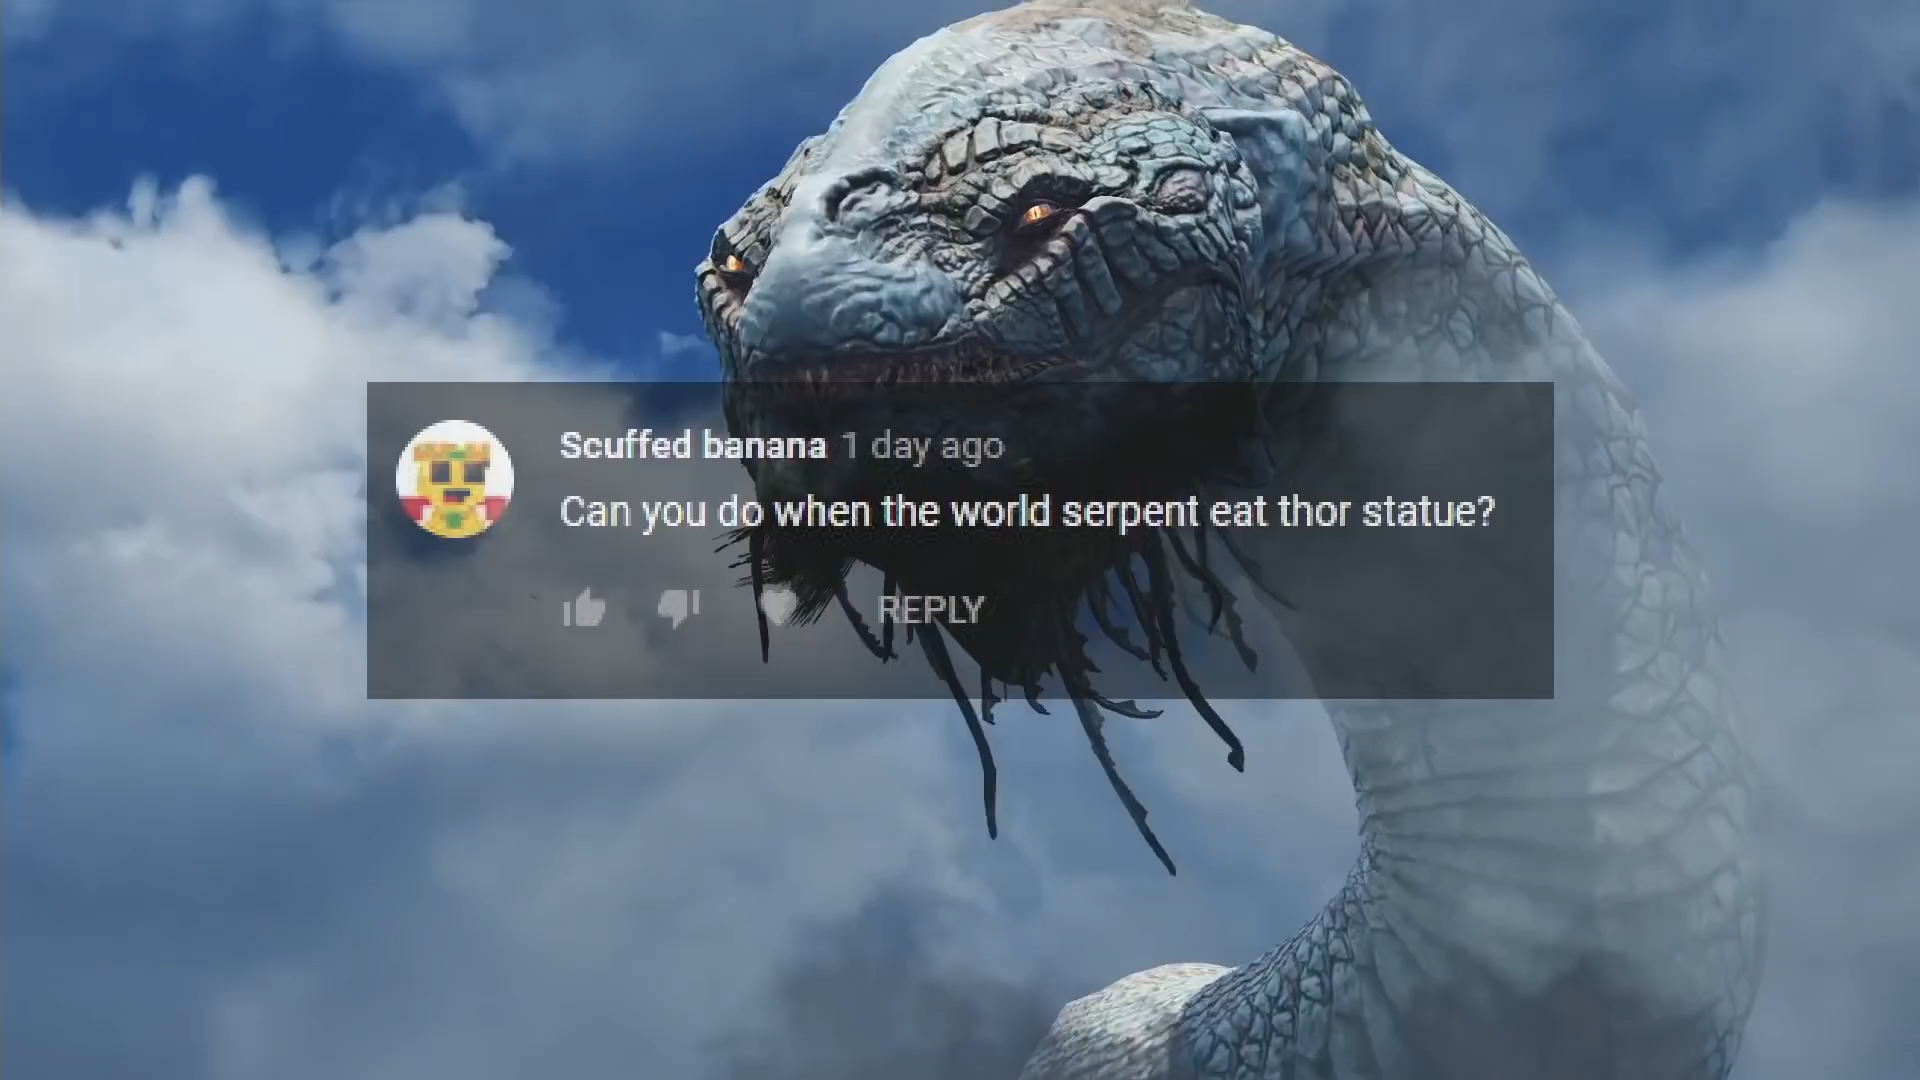 Scuffed banana 1 day ago
Can you do when the world serpent eat thor statue?
REPLY